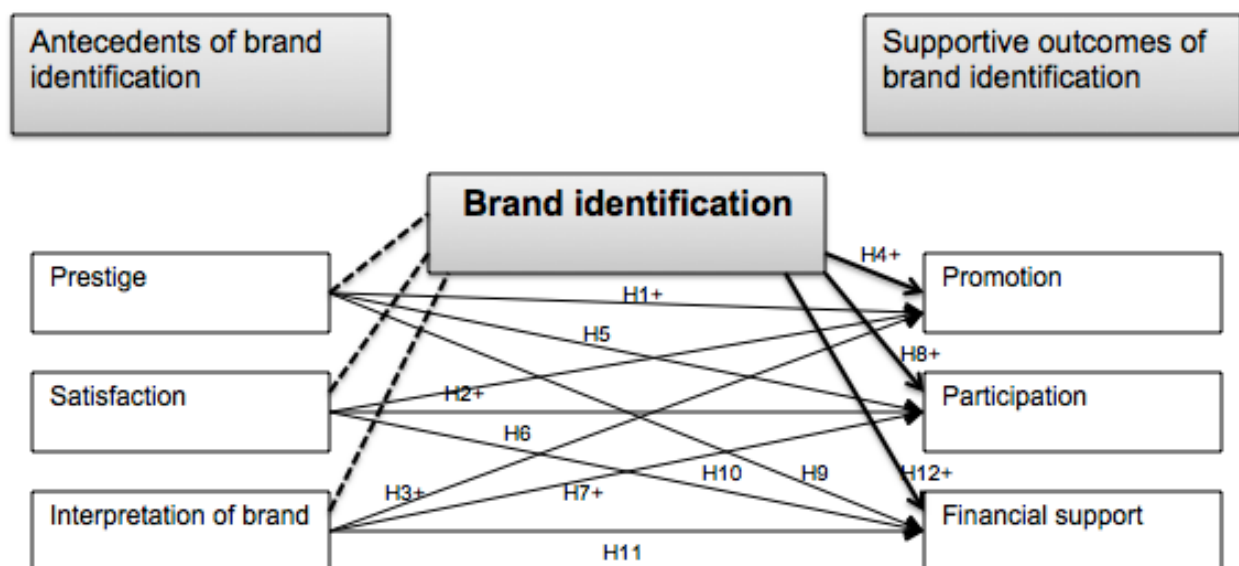 Antecedents of brand
identification
Supportive outcomes of
brand identification
Brand identification
Prestige
H4+
Promotion
H1+
H5
H8+
Satisfaction
H2+
Participation
H6
H3+
H7+
H10
H9
H12+
Interpretation of brand
Financial support
H11